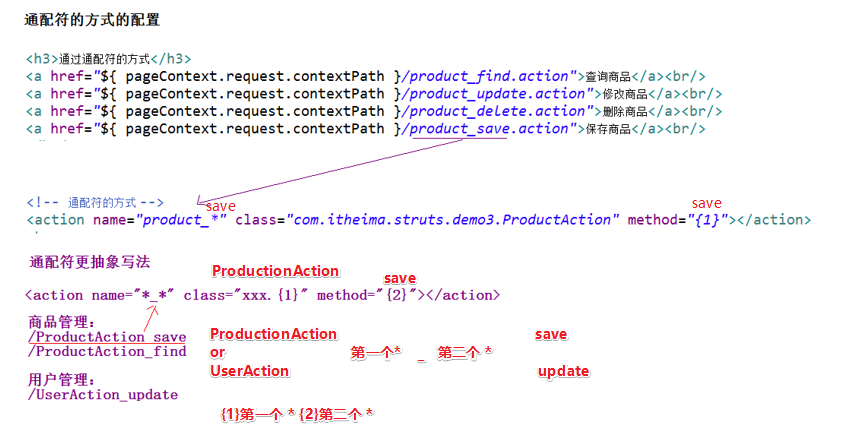 通配符的方式的配置
<h3>通过通配符的方式</h3>
<a href="${ pageContext.request.contextPath }/product_find.action">查询商品</a><br/>
<a href="${ pageContext.request.contextPath }/product_update.action">修改商品</a><br/>
<a href="${ pageContext.request.contextPath }/product_delete.action">删除商品</a><br/>
<a href="${ pageContext.request.contextPath }/product_save.action">保存商品</a><br/>
<!-- 通配符的方式 -->
save save
<action name="product_*" class="com.itheima.struts.demo3.ProductAction" method="{1}"></action>
通配符更抽象写法
ProductionAction save
<action name="*_*" class="xxx.{1}" method="{2}"></action>
商品管理:
/ProductAction_save ProductionAction save
/ProductAction_find or 第一个* _ 第二个 *
用户管理: UserAction update
/UserAction_update
{1}第一个 * {2}第二个 *